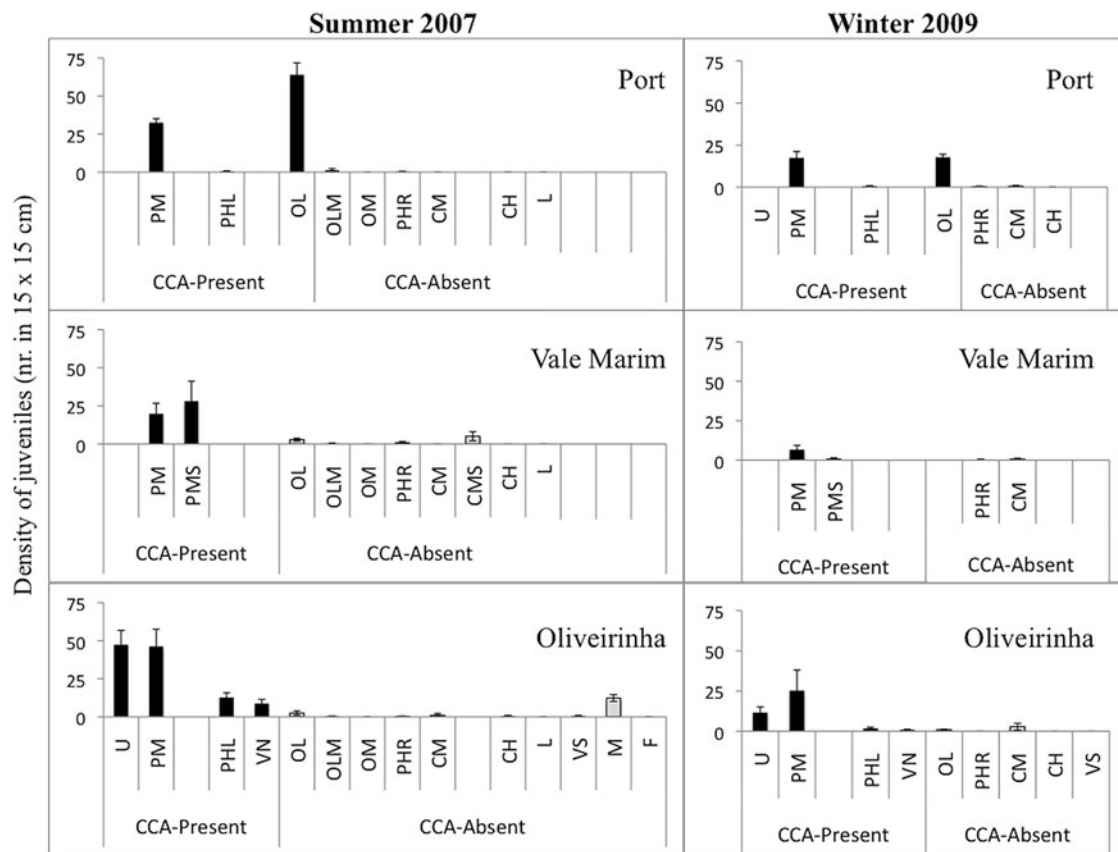 Summer 2007
Winter 2009
Density of juveniles (nr. in 15 x 15 cm)
Port
75
50
25
0
PM
PHL
OL
OLM
OM
PHR
CM
CH
L
CCA-Present
CCA-Absent
Port
75
50
25
0
U
PM
PHL
OL
PHR
CM
CH
CCA-Present
CCA-Absent
Vale Marim
75
50
25
0
PM
PMS
OL
OLM
OM
PHR
CM
CMS
CH
L
CCA-Present
CCA-Absent
Vale Marim
75
50
25
0
PM
PMS
PHR
CM
CCA-Present
CCA-Absent
Oliveirinha
75
50
25
0
U
PM
PHL
VN
OL
OLM
OM
PHR
CM
CH
L
VS
M
F
CCA-Present
CCA-Absent
Oliveirinha
75
50
25
0
U
PM
PHL
VN
OL
PHR
CM
CH
VS
CCA-Present
CCA-Absent